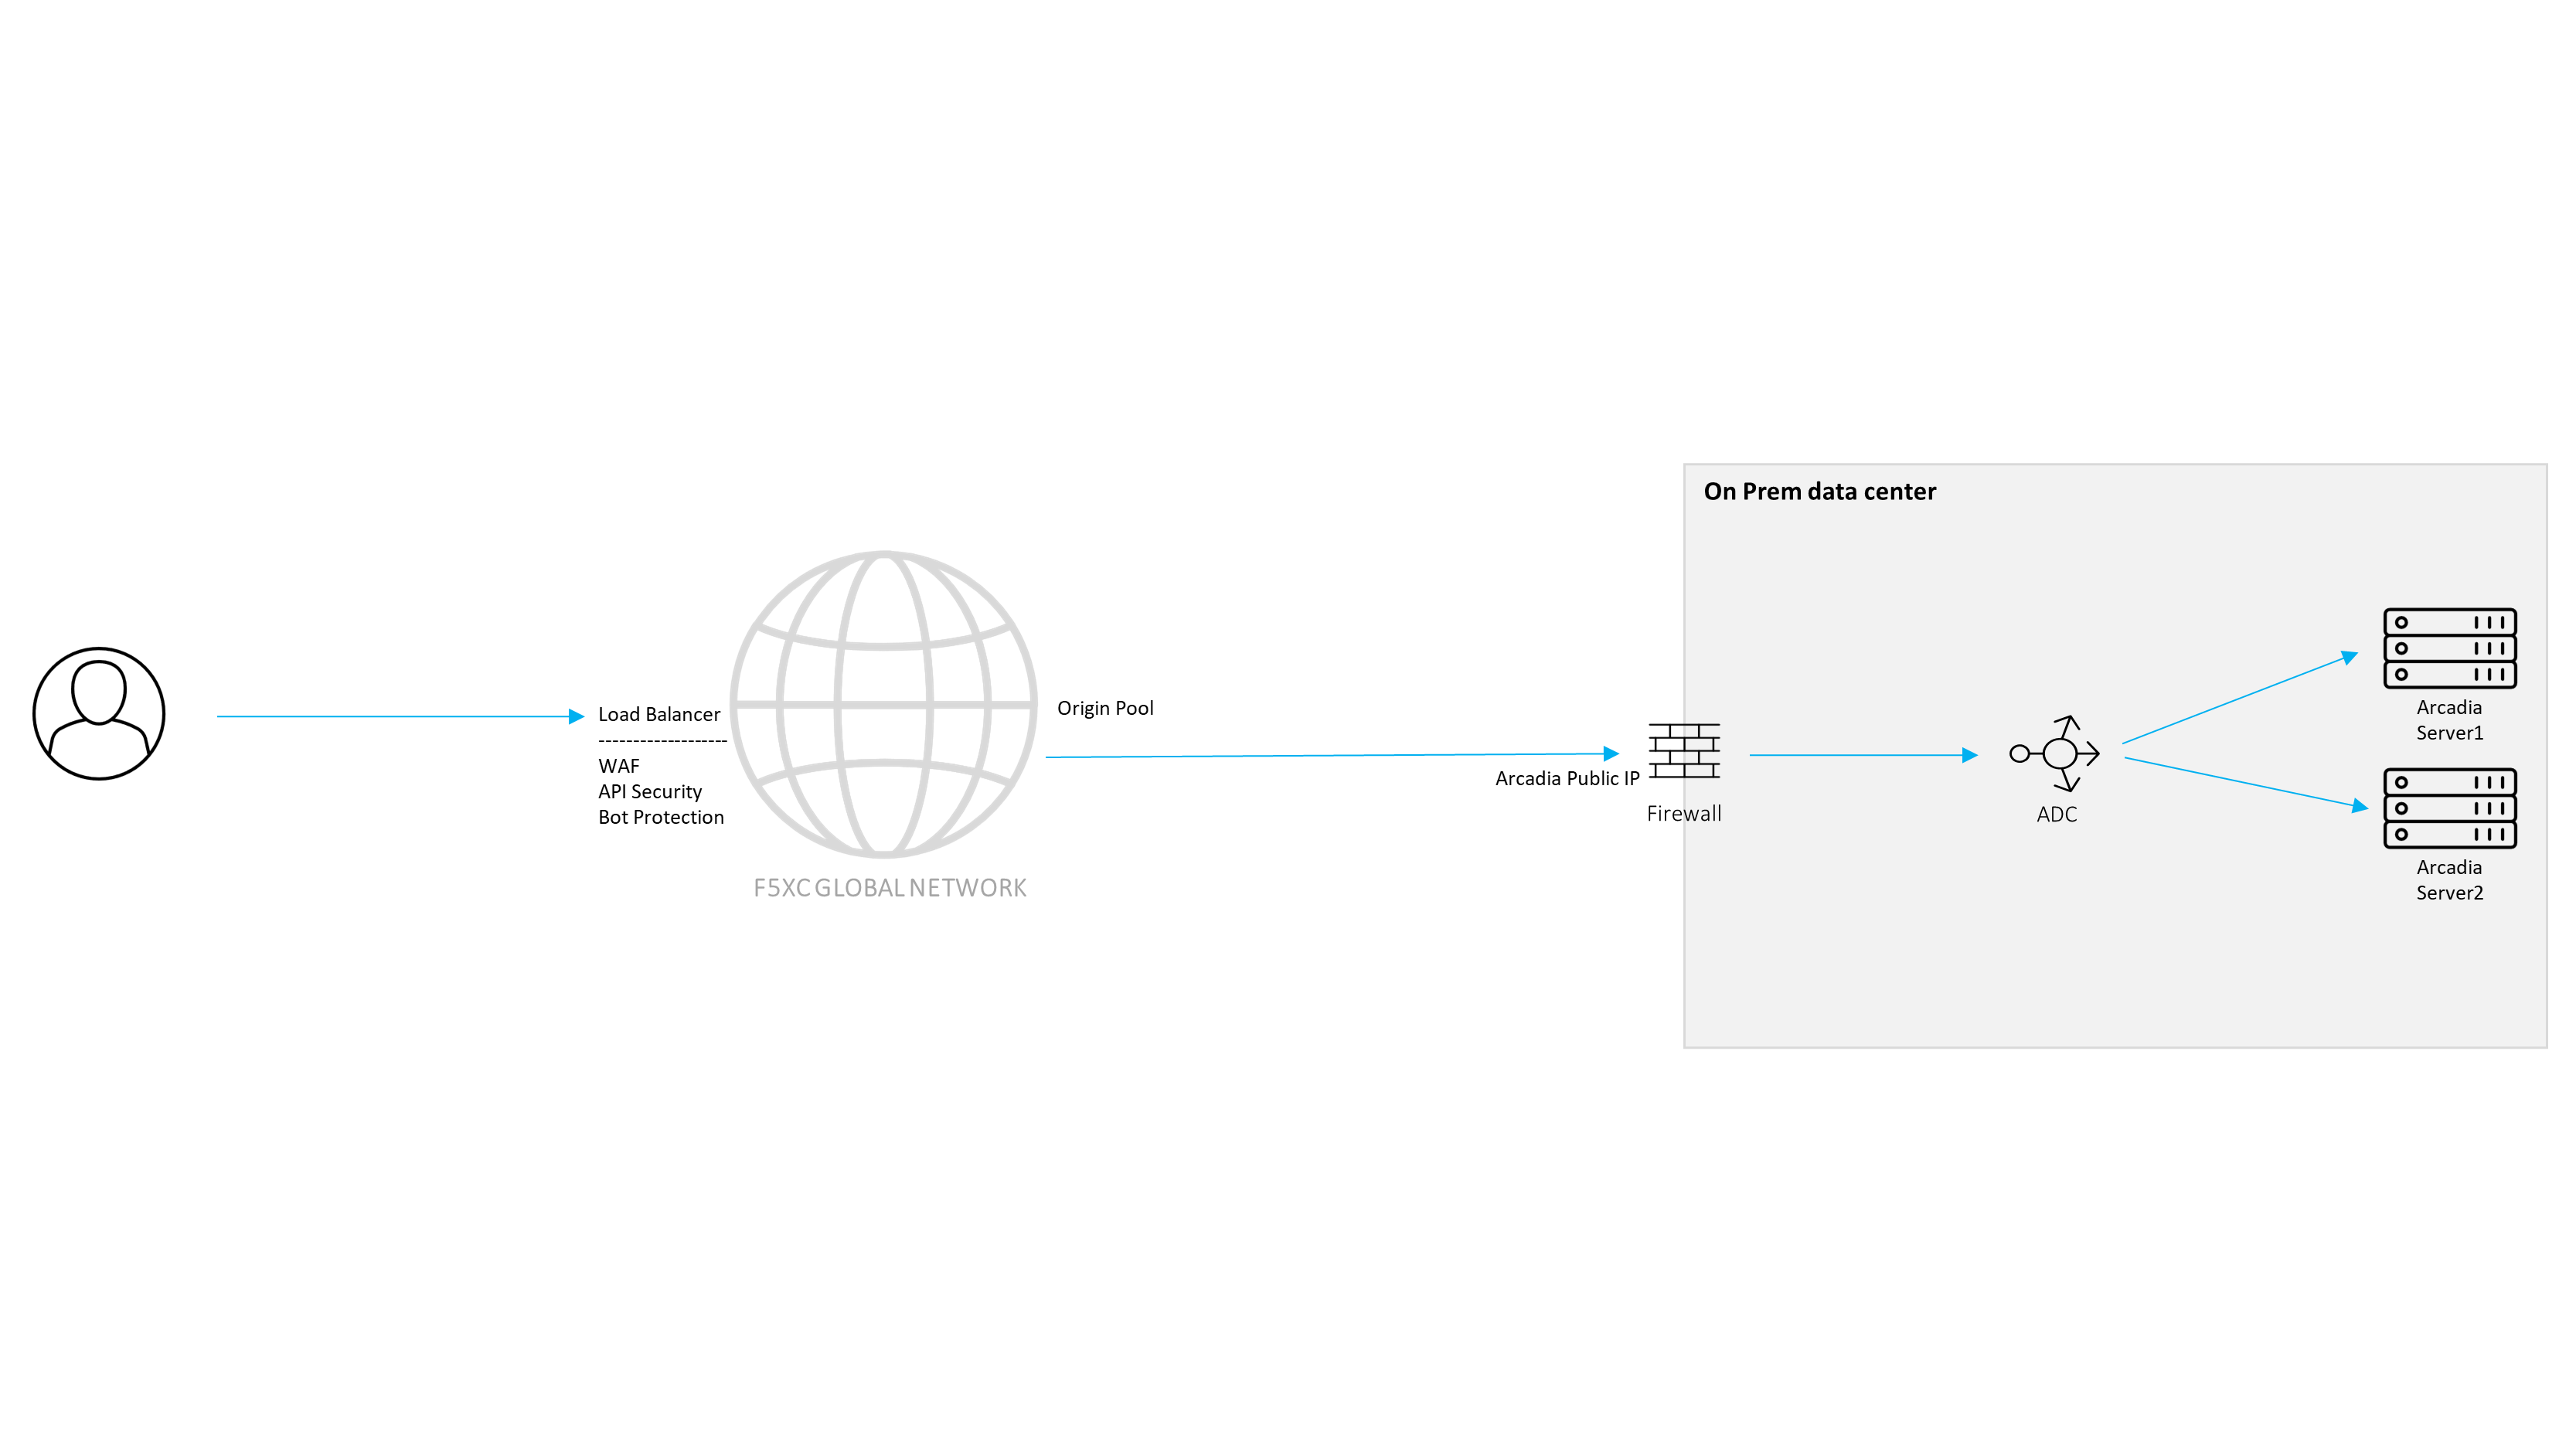 On Prem data center
Load Balancer
-------------------
WAF
API Security
Bot Protection
F5XC GLOBAL NETWORK
Origin Pool
Arcadia Public IP
Firewall
ADC
Arcadia
Server1
Arcadia
Server2